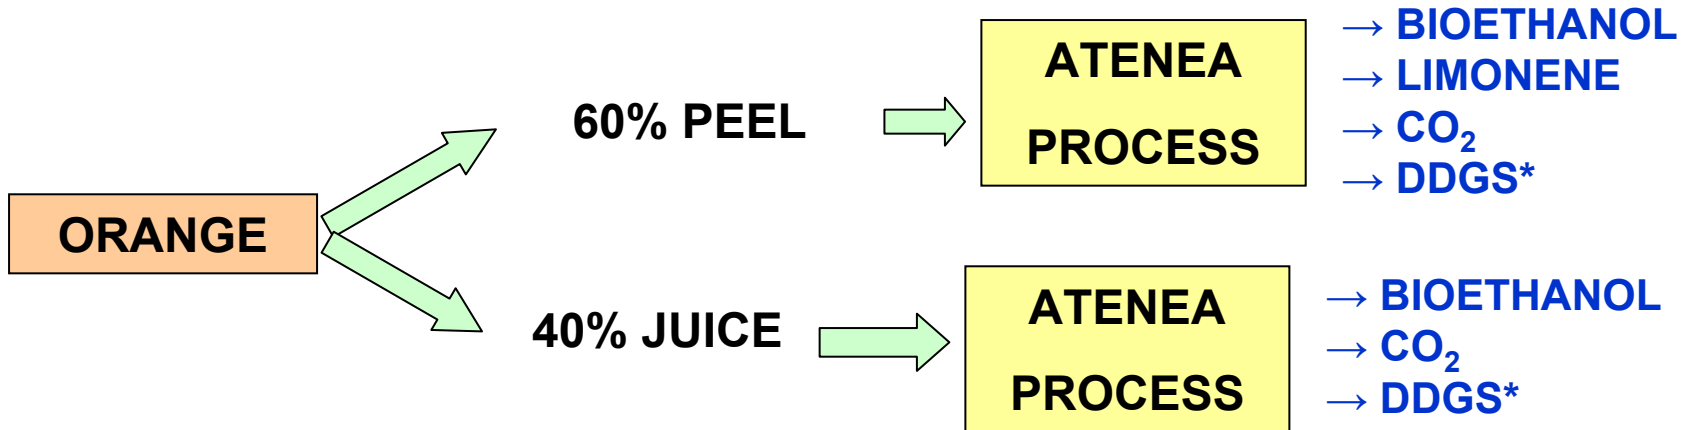 ORANGE
60% PEEL
ATENEA
PROCESS
→ BIOETHANOL
→ LIMONENE
→ CO₂
→ DDGS*
40% JUICE
ATENEA
PROCESS
→ BIOETHANOL
→ CO₂
→ DDGS*